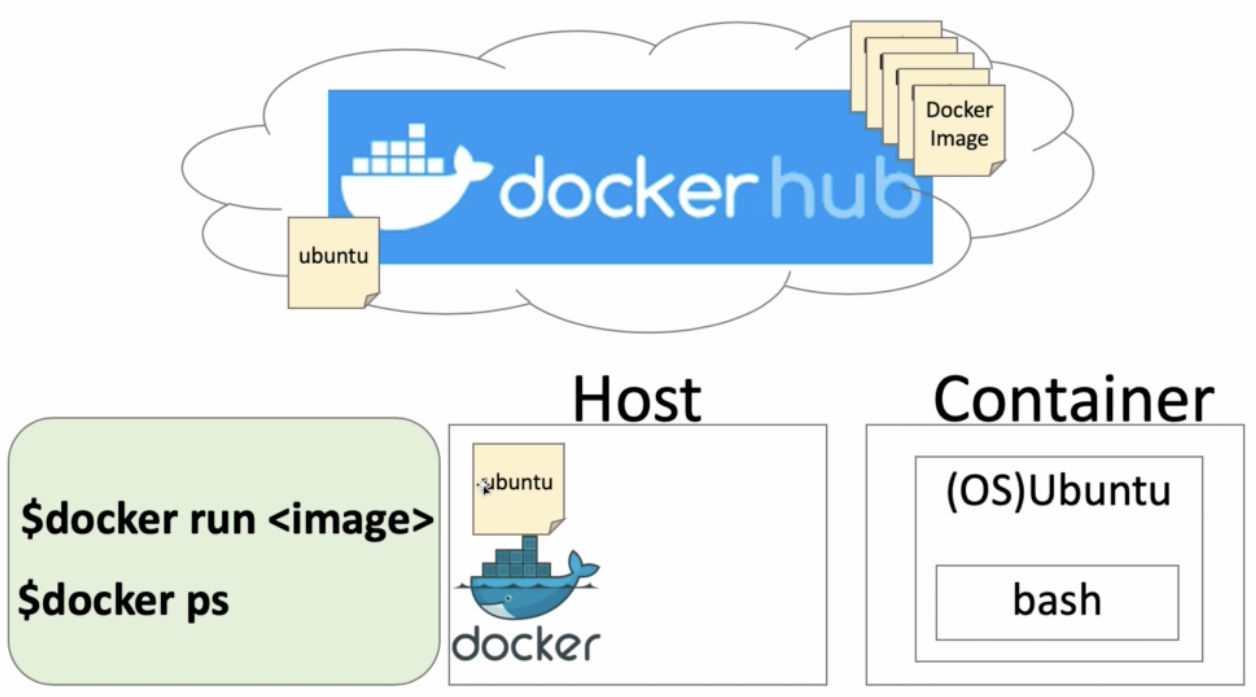 Docker
Image
docker hub
ubuntu
Host
Container
$docker run <image>
$docker ps
ubuntu
docker
(OS)Ubuntu
bash